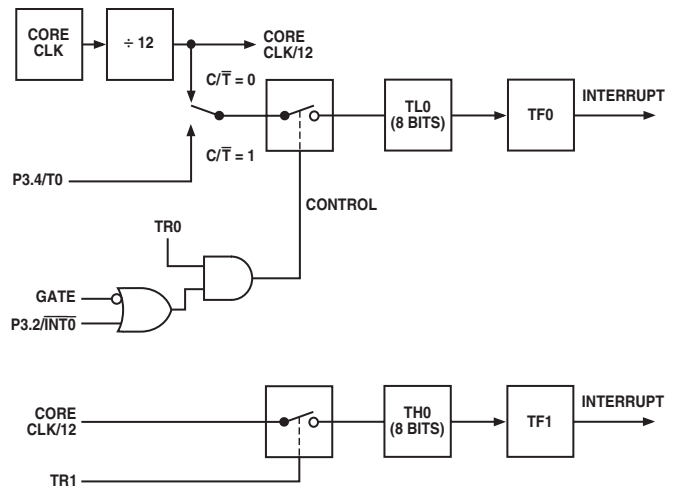 CORE
CLK
÷ 12
CORE
CLK/12
C/T̅ = 0
TL0
(8 BITS)
TF0
INTERRUPT
C/T̅ = 1
P3.4/T0
CONTROL
TR0
GATE
P3.2/I̅N̅T̅0̅
CORE
CLK/12
TH0
(8 BITS)
TF1
INTERRUPT
TR1